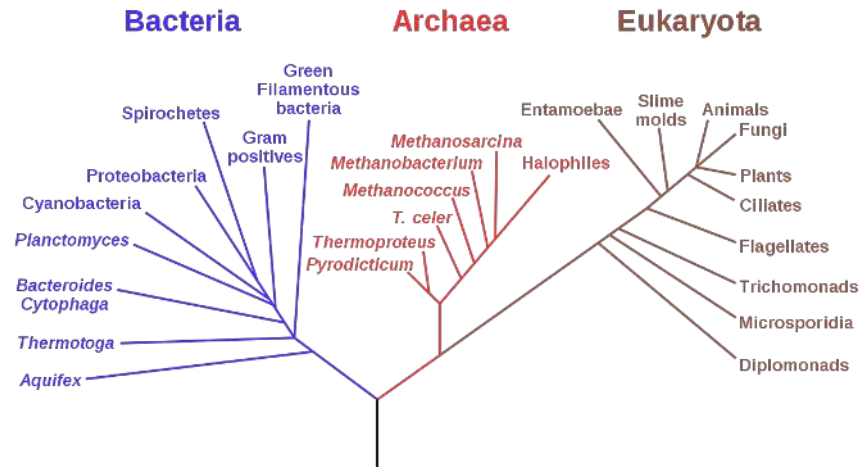 Bacteria
Archaea
Eukaryota
Green
Filamentous
bacteria
Spirochetes
Gram
positives
Proteobacteria
Cyanobacteria
Planctomyces
Bacteroides
Cytophaga
Thermotoga
Aquifex
Methanosarcina
Methanobacterium
Halophiles
Methanococcus
T. celer
Thermoproteus
Pyrodicticum
Entamoebae
Slime
molds
Animals
Fungi
Plants
Ciliates
Flagellates
Trichomonads
Microsporidia
Diplomonads